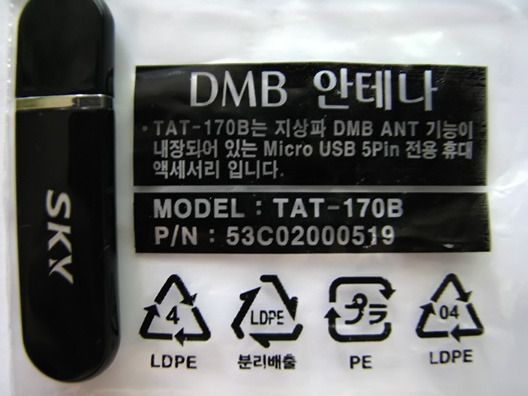 SKY
DMB 안테나
· TAT-170B는 지상파 DMB ANT 기능이
내장되어 있는 Micro USB 5Pin 전용 휴대
액세서리 입니다.
MODEL : TAT-170B
P/N : 53C02000519
4 LDPE プラ 04
LDPE 분리배출 PE LDPE